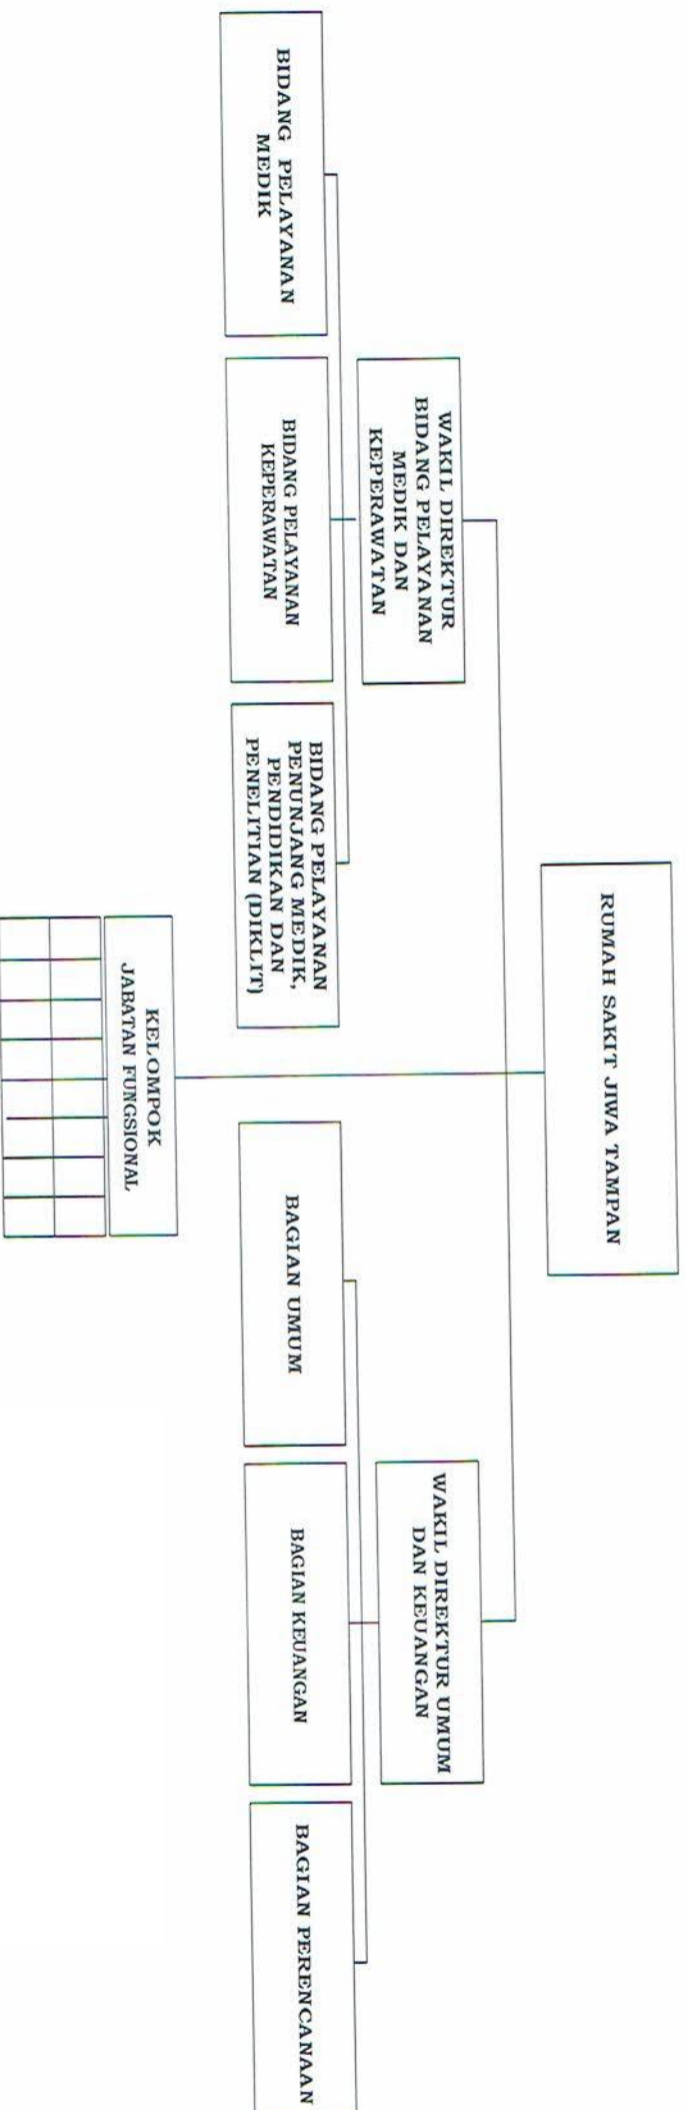 RUMAH SAKIT JIWA TAMPAN
WAKIL DIREKTUR
BIDANG PELAYANAN
MEDIK DAN
KEPERAWATAN
WAKIL DIREKTUR UMUM
DAN KEUANGAN
BIDANG PELAYANAN
MEDIK
BIDANG PELAYANAN
KEPERAWATAN
BIDANG PELAYANAN
PENUNJANG MEDIK,
PENDIDIKAN DAN
PENELITIAN (DIKLIT)
BAGIAN UMUM
BAGIAN KEUANGAN
BAGIAN PERENCANAAN
KELOMPOK
JABATAN FUNGSIONAL